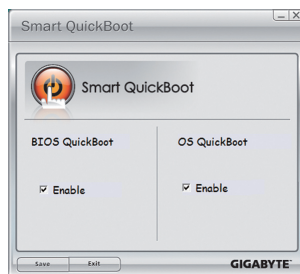 Smart QuickBoot
Smart QuickBoot
BIOS QuickBoot
Enable
OS QuickBoot
Enable
Save Exit
GIGABYTE